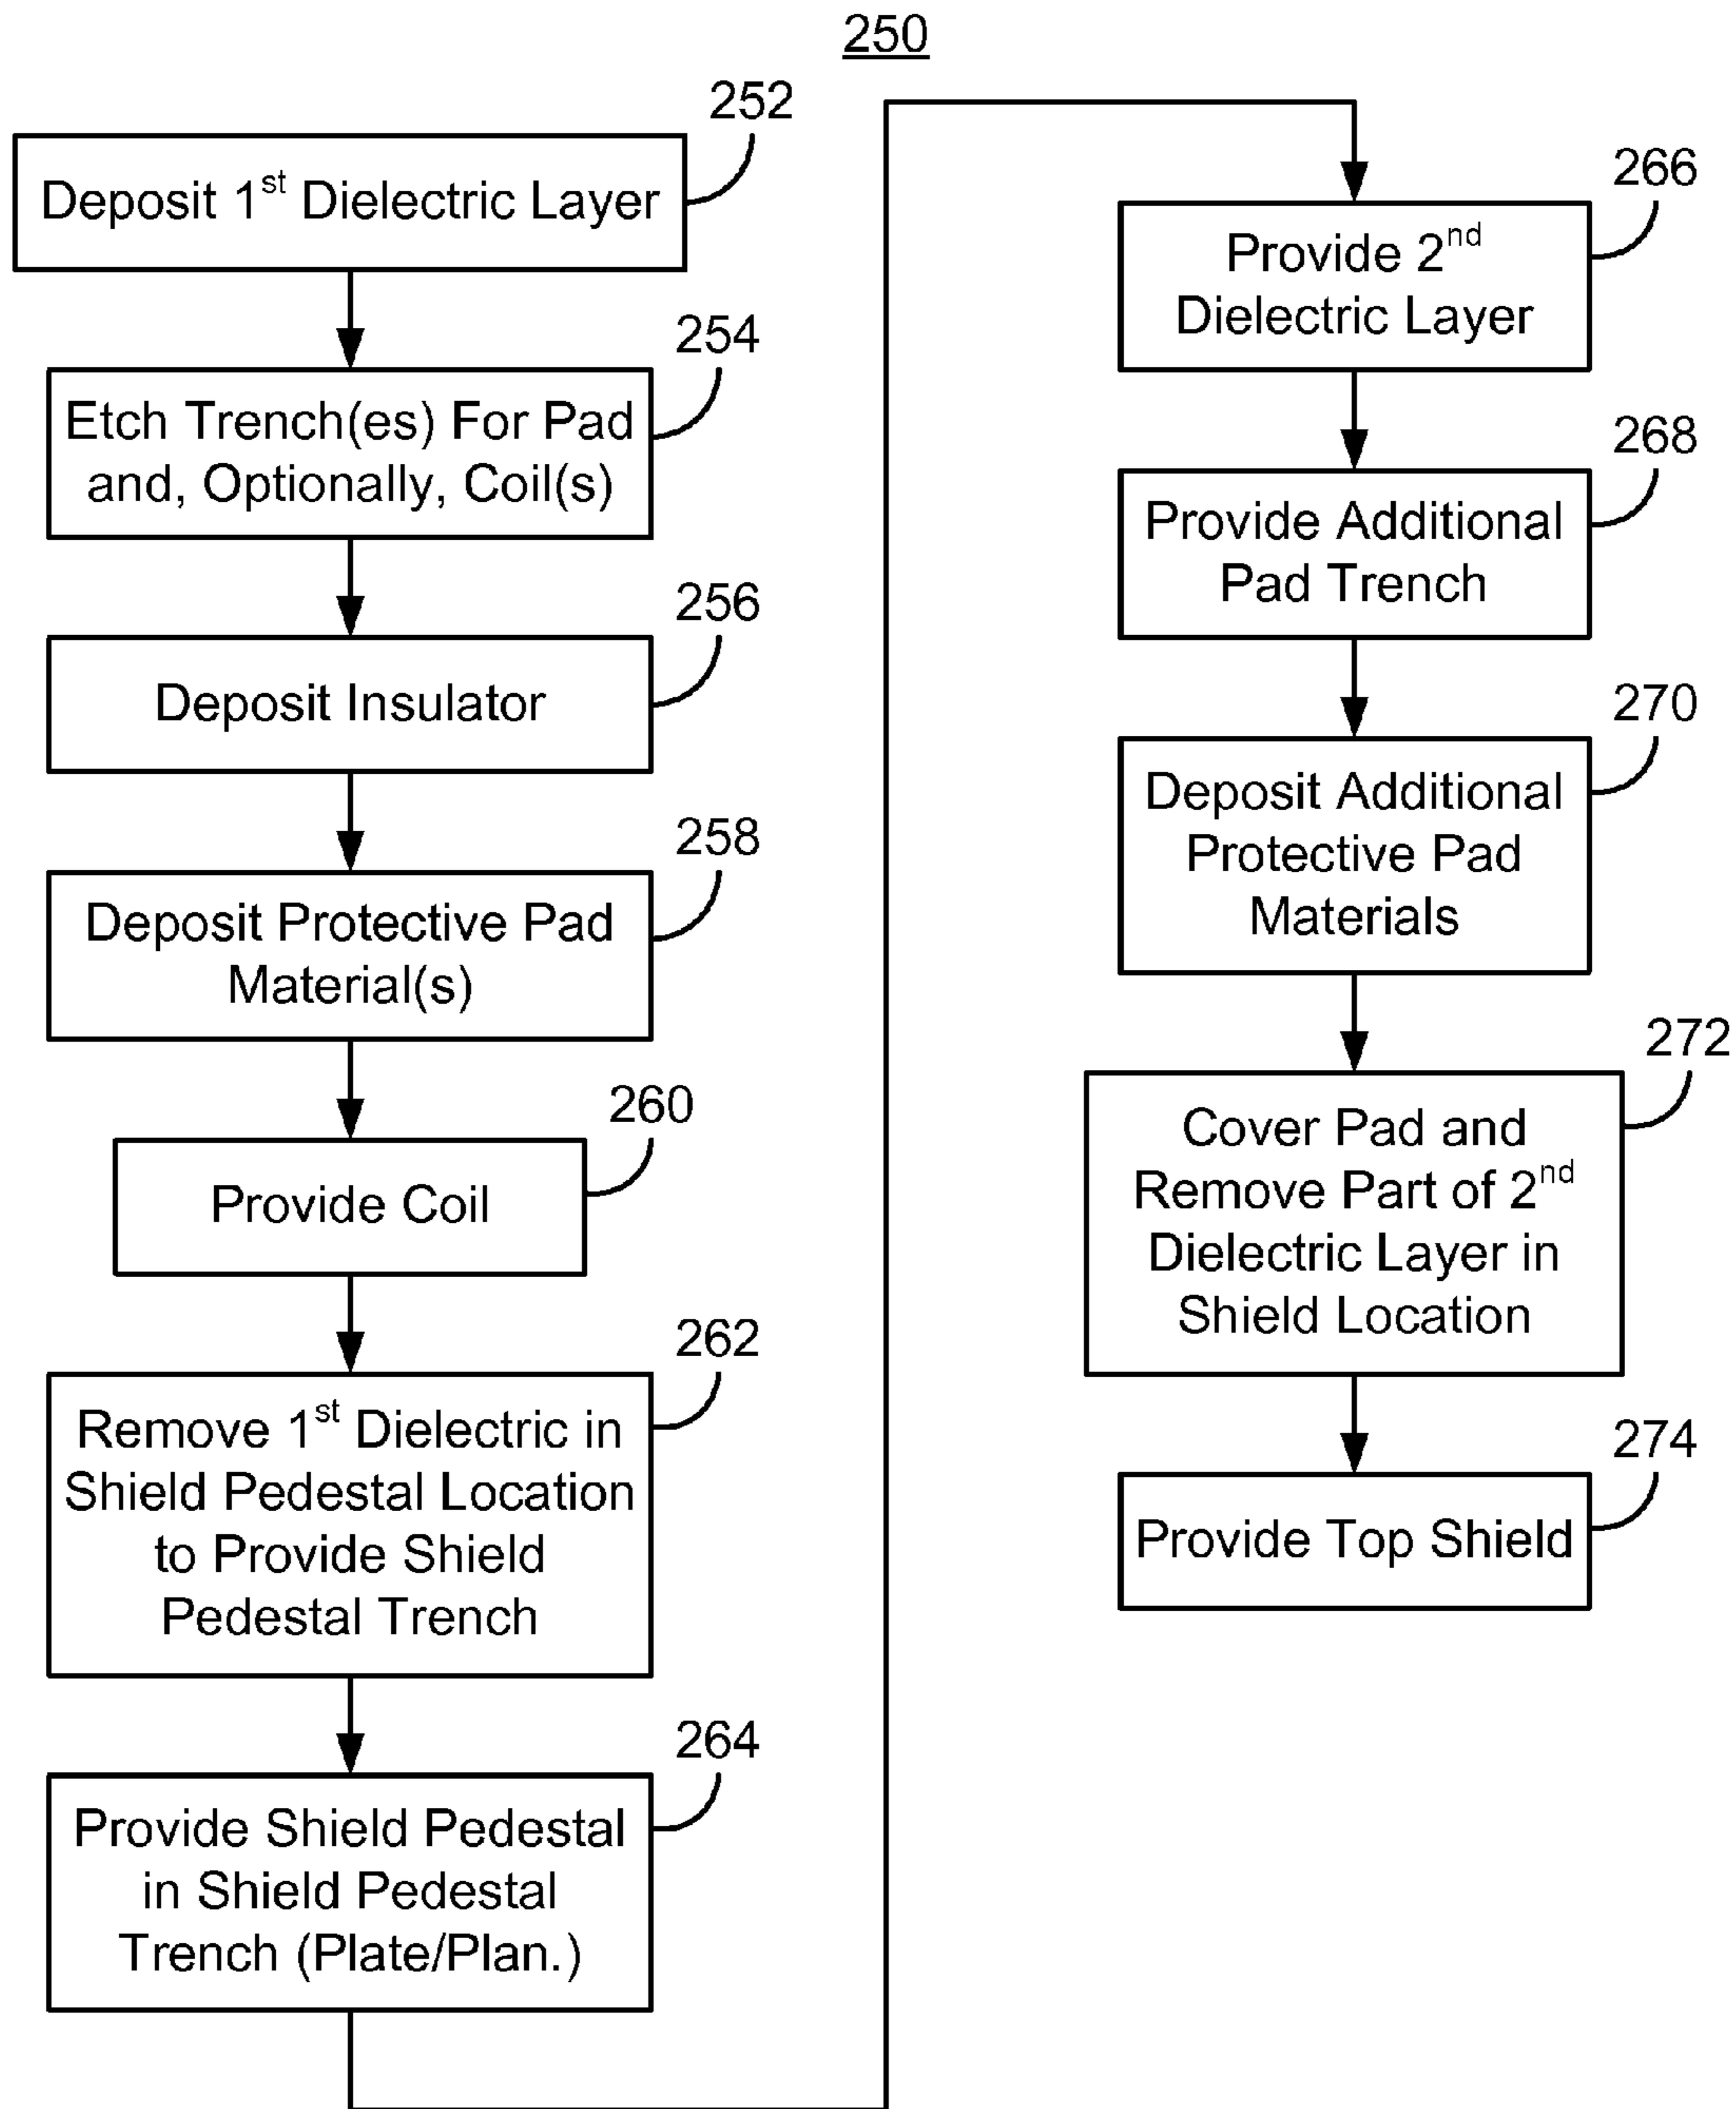 250
252
Deposit 1st Dielectric Layer
254
Etch Trench(es) For Pad
and, Optionally, Coil(s)
256
Deposit Insulator
258
Deposit Protective Pad
Material(s)
260
Provide Coil
262
Remove 1st Dielectric in
Shield Pedestal Location
to Provide Shield
Pedestal Trench
264
Provide Shield Pedestal
in Shield Pedestal
Trench (Plate/Plan.)
266
Provide 2nd
Dielectric Layer
268
Provide Additional
Pad Trench
270
Deposit Additional
Protective Pad
Materials
272
Cover Pad and
Remove Part of 2nd
Dielectric Layer in
Shield Location
274
Provide Top Shield